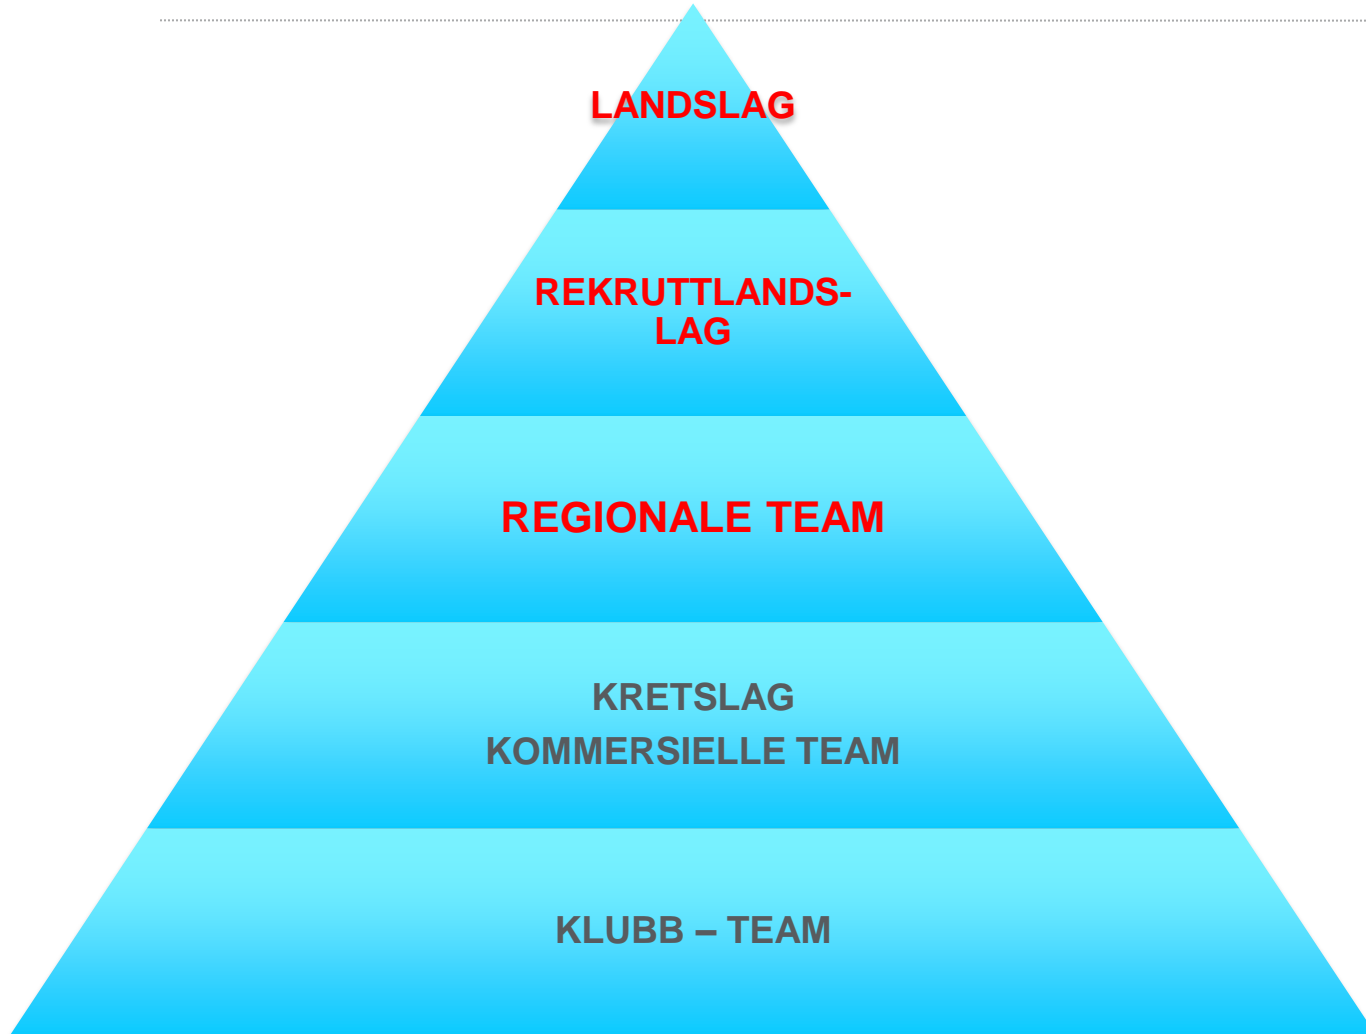 LANDSLAG
REKRUTTLANDS-
LAG
REGIONALE TEAM
KRETSLAG
KOMMERSIELLE TEAM
KLUBB – TEAM